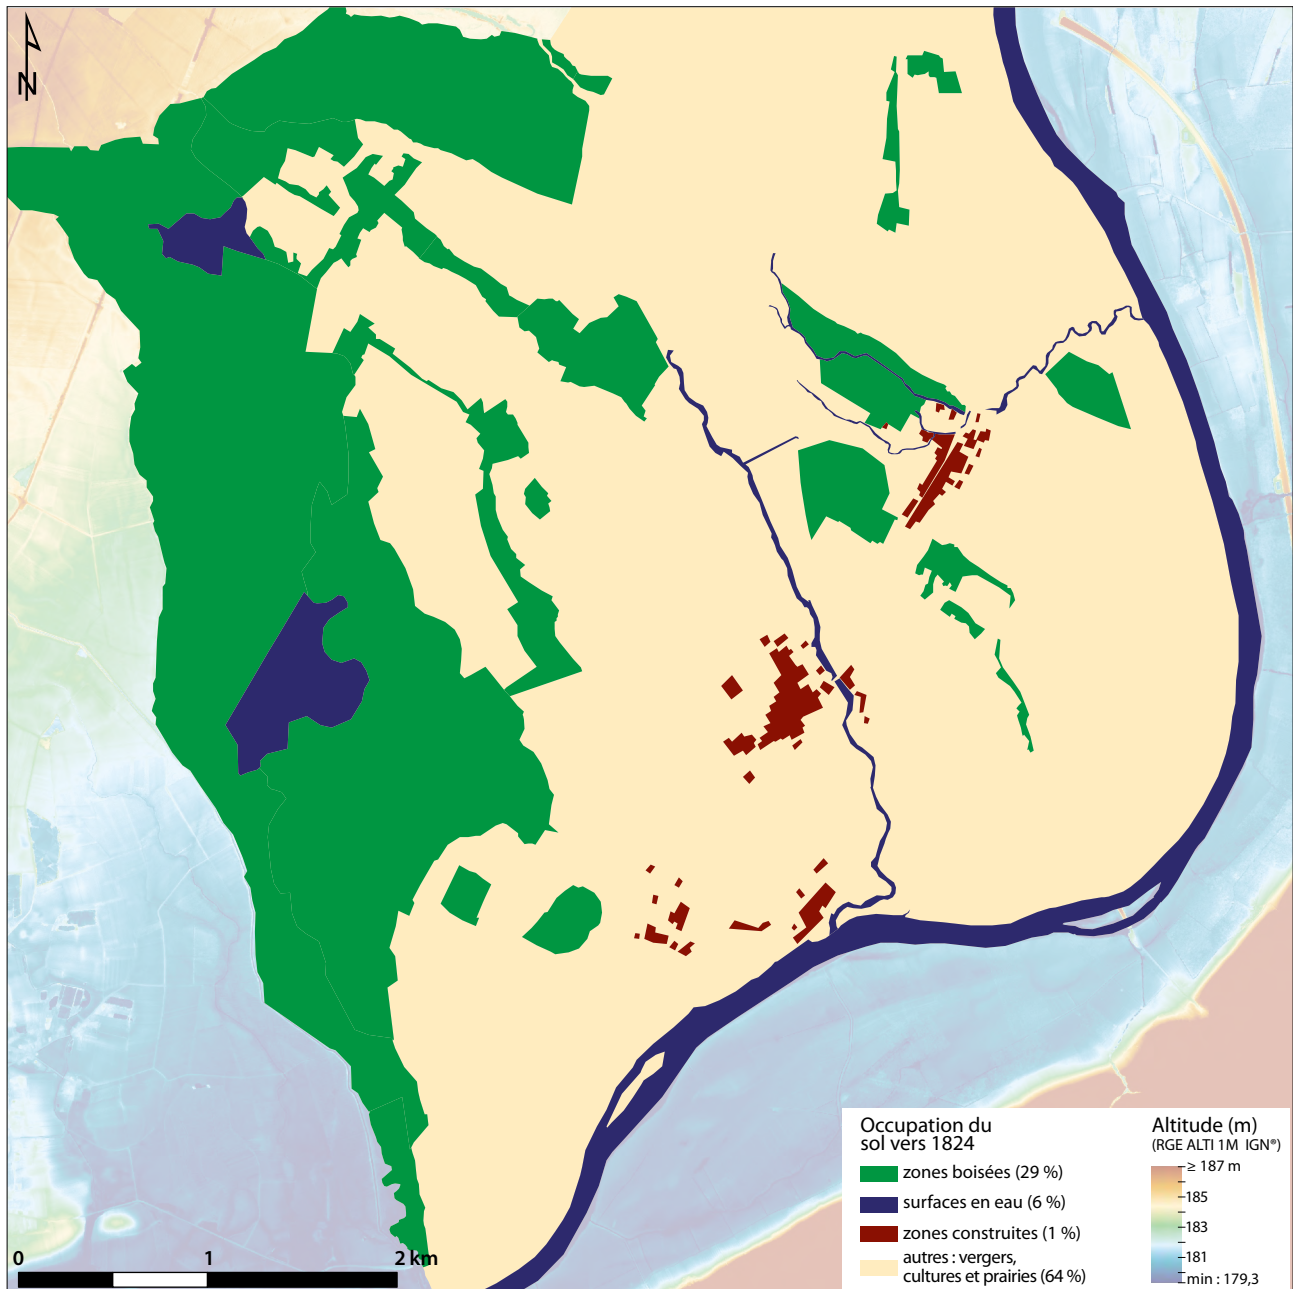 N
0 1 2 km
Occupation du
sol vers 1824
zones boisées (29 %)
surfaces en eau (6 %)
zones construites (1 %)
autres : vergers,
cultures et prairies (64 %)
Altitude (m)
(RGE ALTI 1M IGN®)
≥ 187 m
185
183
181
min : 179,3